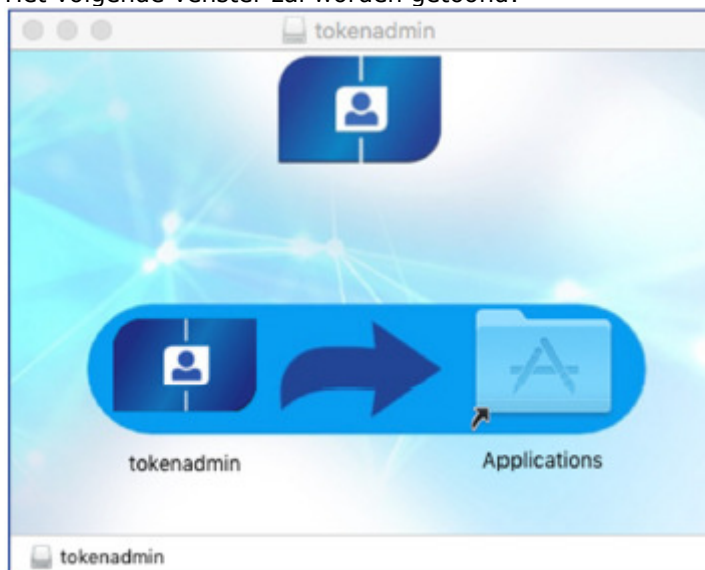 Het volgende venster zal worden getoond:
tokenadmin
tokenadmin
Applications
tokenadmin